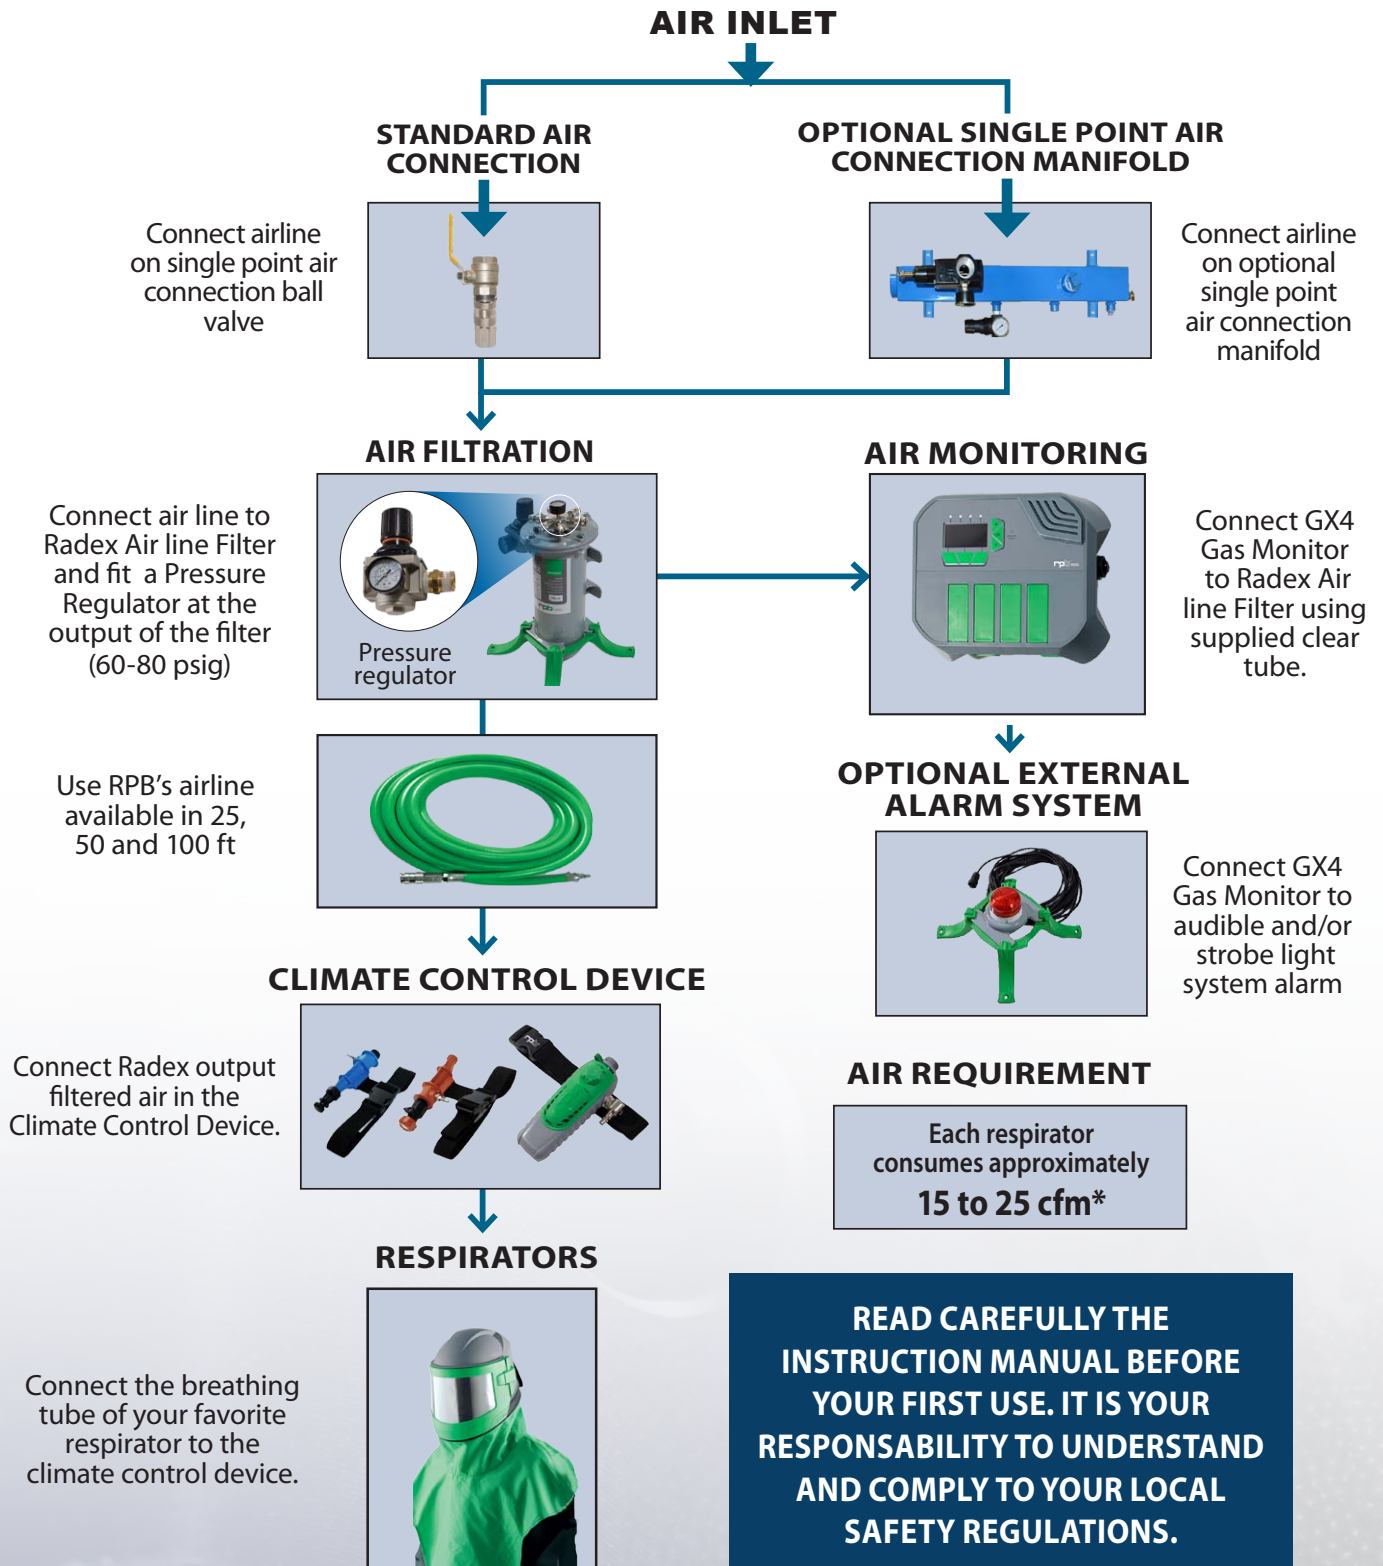 AIR INLET
STANDARD AIR
CONNECTION
OPTIONAL SINGLE POINT AIR
CONNECTION MANIFOLD
Connect airline
on single point air
connection ball
valve
Connect airline
on optional
single point
air connection
manifold
AIR FILTRATION
AIR MONITORING
Connect air line to
Radex Air line Filter
and fit a Pressure
Regulator at the
output of the filter
(60-80 psig)
Pressure
regulator
rpb
rpb
Connect GX4
Gas Monitor
to Radex Air
line Filter using
supplied clear
tube.
Use RPB’s airline
available in 25,
50 and 100 ft
OPTIONAL EXTERNAL
ALARM SYSTEM
Connect GX4
Gas Monitor to
audible and/or
strobe light
system alarm
CLIMATE CONTROL DEVICE
Connect Radex output
filtered air in the
Climate Control Device.
rpb
AIR REQUIREMENT
Each respirator
consumes approximately
15 to 25 cfm*
RESPIRATORS
Connect the breathing
tube of your favorite
respirator to the
climate control device.
READ CAREFULLY THE
INSTRUCTION MANUAL BEFORE
YOUR FIRST USE. IT IS YOUR
RESPONSABILITY TO UNDERSTAND
AND COMPLY TO YOUR LOCAL
SAFETY REGULATIONS.